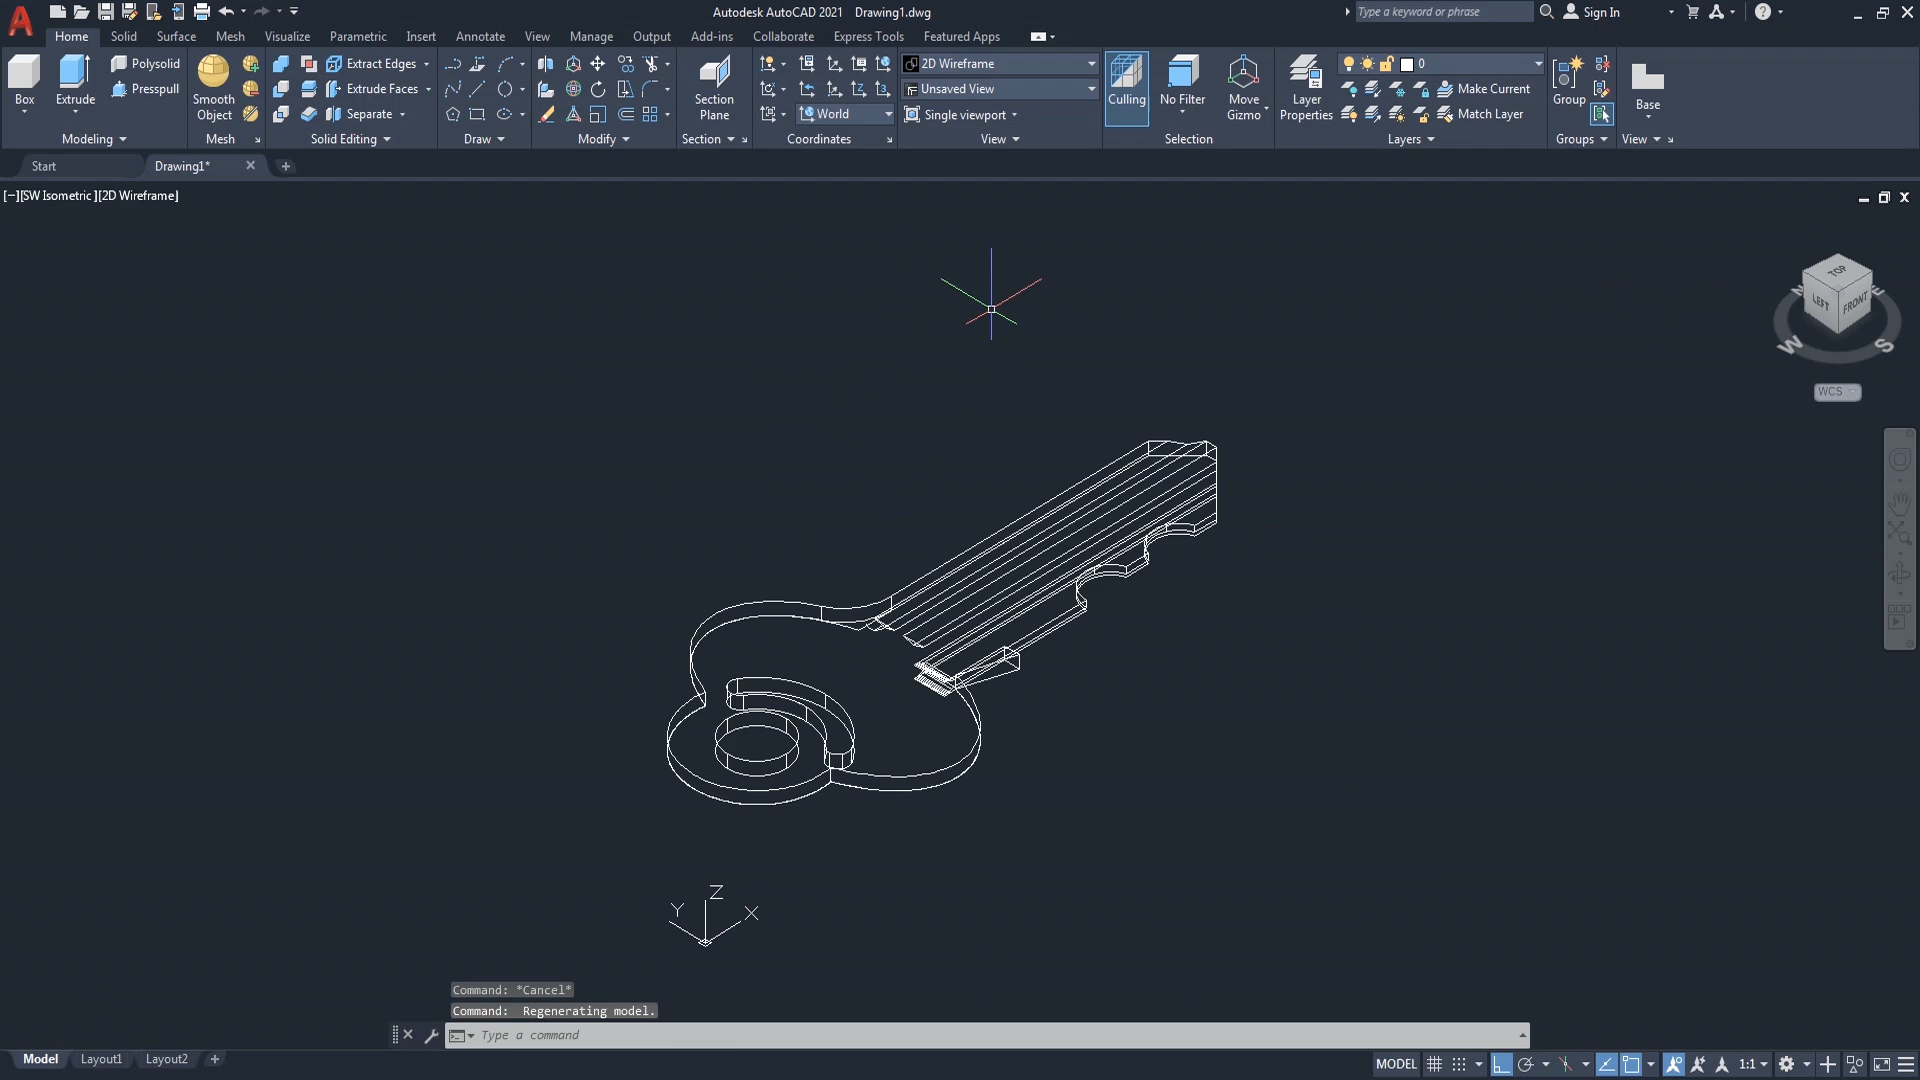 Autodesk AutoCAD 2021 Drawing1.dwg
Type a keyword or phrase
Sign In
Home Solid Surface Mesh Visualize Parametric Insert Annotate View Manage Output Add-ins Collaborate Express Tools Featured Apps
Box
Extrude
Polysolid
Presspull
Modeling
Smooth
Object
Mesh
Extract Edges
Extrude Faces
Separate
Solid Editing
Draw
Modify
Section
Plane
Section
World
Coordinates
2D Wireframe
Unsaved View
Single viewport
View
Culling
No Filter
Move
Gizmo
Selection
Layer
Properties
0
Make Current
Match Layer
Layers
Group
Groups
Base
View
Start
Drawing1*
[−][SW Isometric][2D Wireframe]
TOP
LEFT
FRONT
N
E
W
S
WCS
Z
Y
X
Command: *Cancel*
Command:  Regenerating model.
Type a command
Model Layout1 Layout2
MODEL
1:1